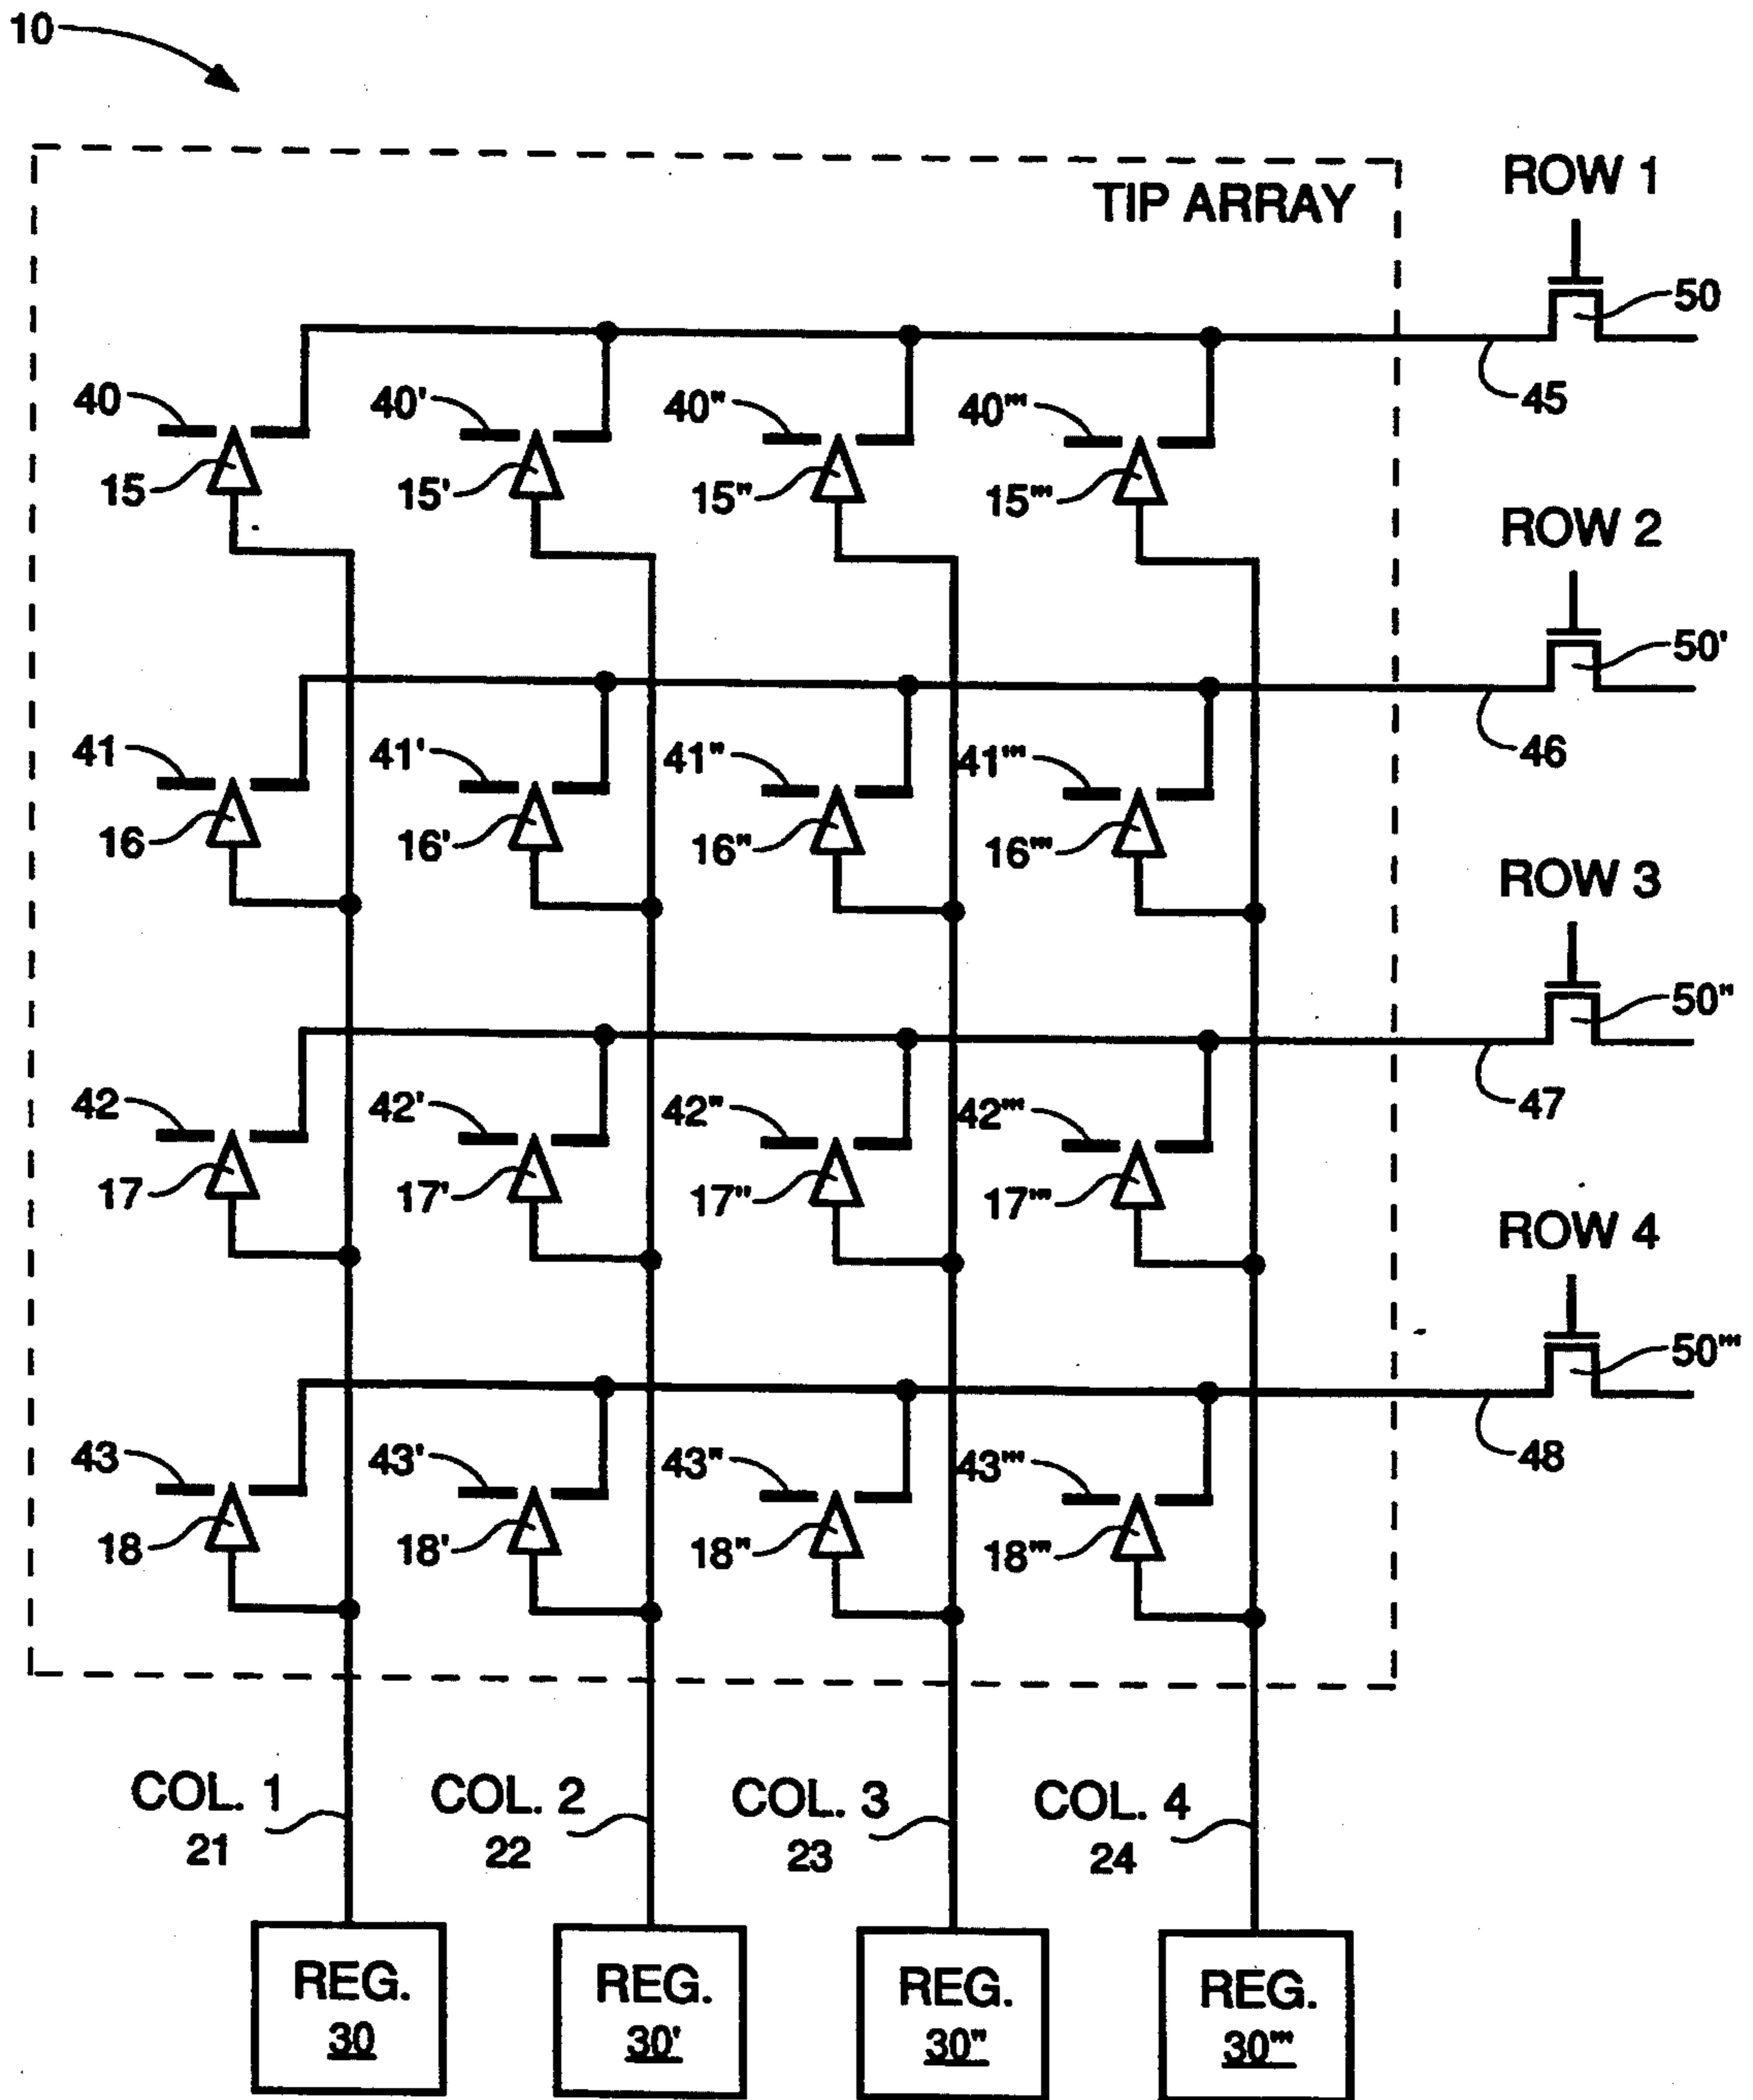 10
TIP ARRAY
ROW 1
50
45
40 40' 40" 40'''
15 15' 15" 15'''
ROW 2
50'
46
41 41' 41" 41'''
16 16' 16" 16'''
ROW 3
50"
47
42 42' 42" 42'''
17 17' 17" 17'''
ROW 4
50'''
48
43 43' 43" 43'''
18 18' 18" 18'''
COL. 1 COL. 2 COL. 3 COL. 4
21 22 23 24
REG. REG. REG. REG.
30 30' 30" 30'''